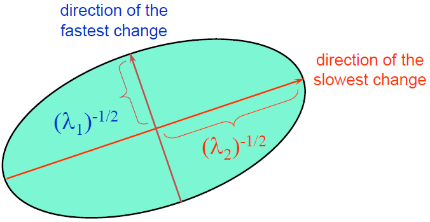 direction of the
fastest change
direction of the
slowest change
(λ₁)⁻¹/²
(λ₂)⁻¹/²